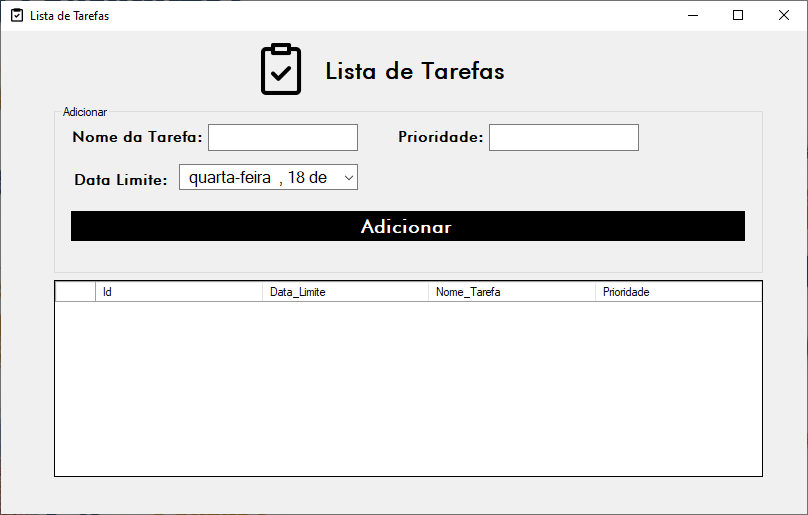 Lista de Tarefas
Lista de Tarefas
Adicionar
Nome da Tarefa: Prioridade:
Data Limite: quarta-feira , 18 de
Adicionar
Id Data_Limite Nome_Tarefa Prioridade